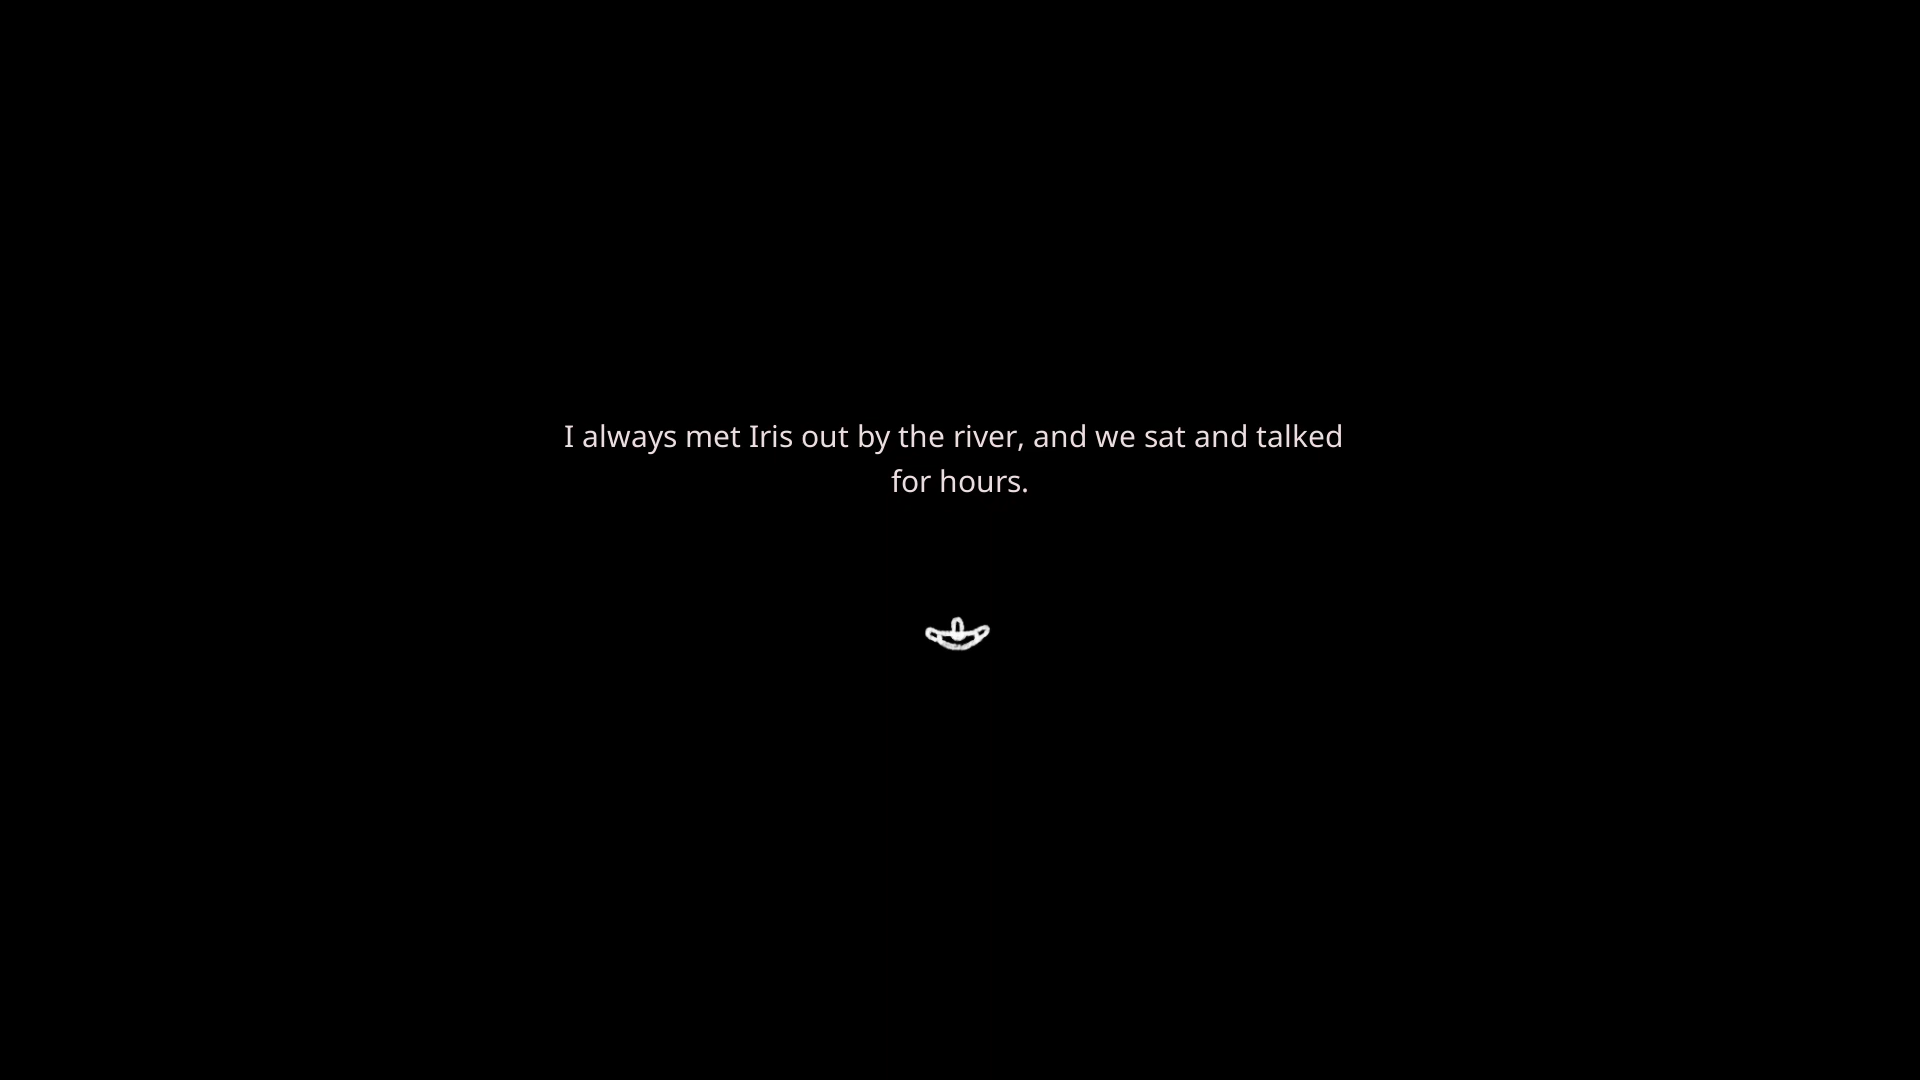 I always met Iris out by the river, and we sat and talked
for hours.